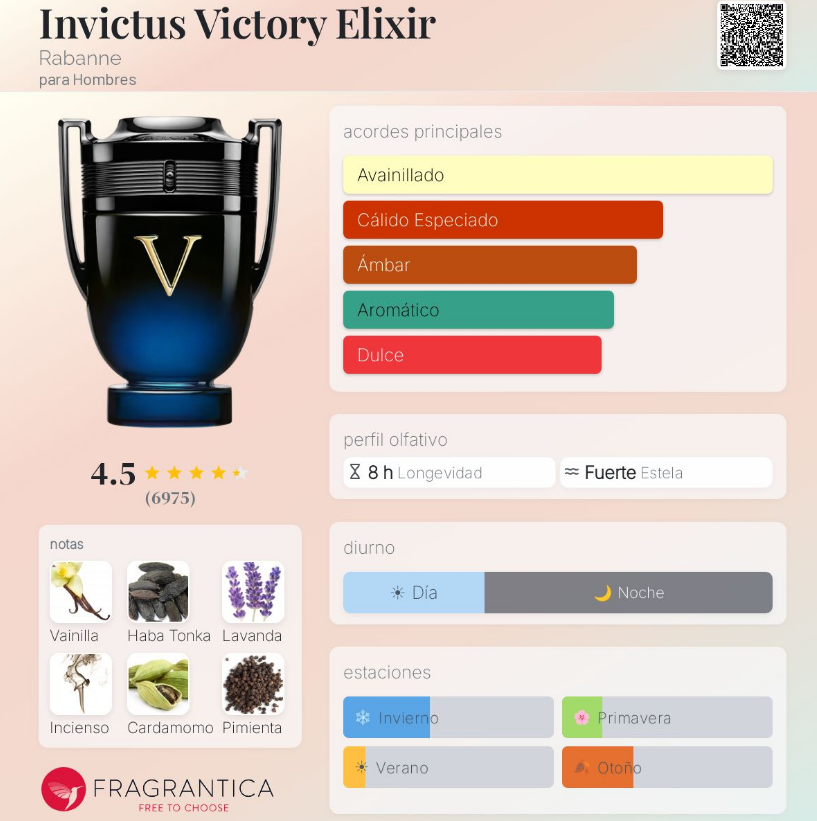 Invictus Victory Elixir
Rabanne
para Hombres
V
4.5
(6975)
notas
Vainilla
Haba Tonka
Lavanda
Incienso
Cardamomo
Pimienta
FRAGRANTICA
FREE TO CHOOSE
acordes principales
Avainillado
Cálido Especiado
Ámbar
Aromático
Dulce
perfil olfativo
8 h Longevidad
Fuerte Estela
diurno
Día
Noche
estaciones
Invierno
Primavera
Verano
Otoño